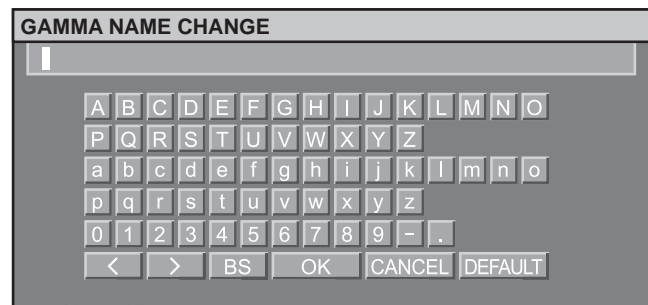 GAMMA NAME CHANGE
A B C D E F G H I J K L M N O
P Q R S T U V W X Y Z
a b c d e f g h i j k l m n o
p q r s t u v w x y z
0 1 2 3 4 5 6 7 8 9 - .
< > BS OK CANCEL DEFAULT